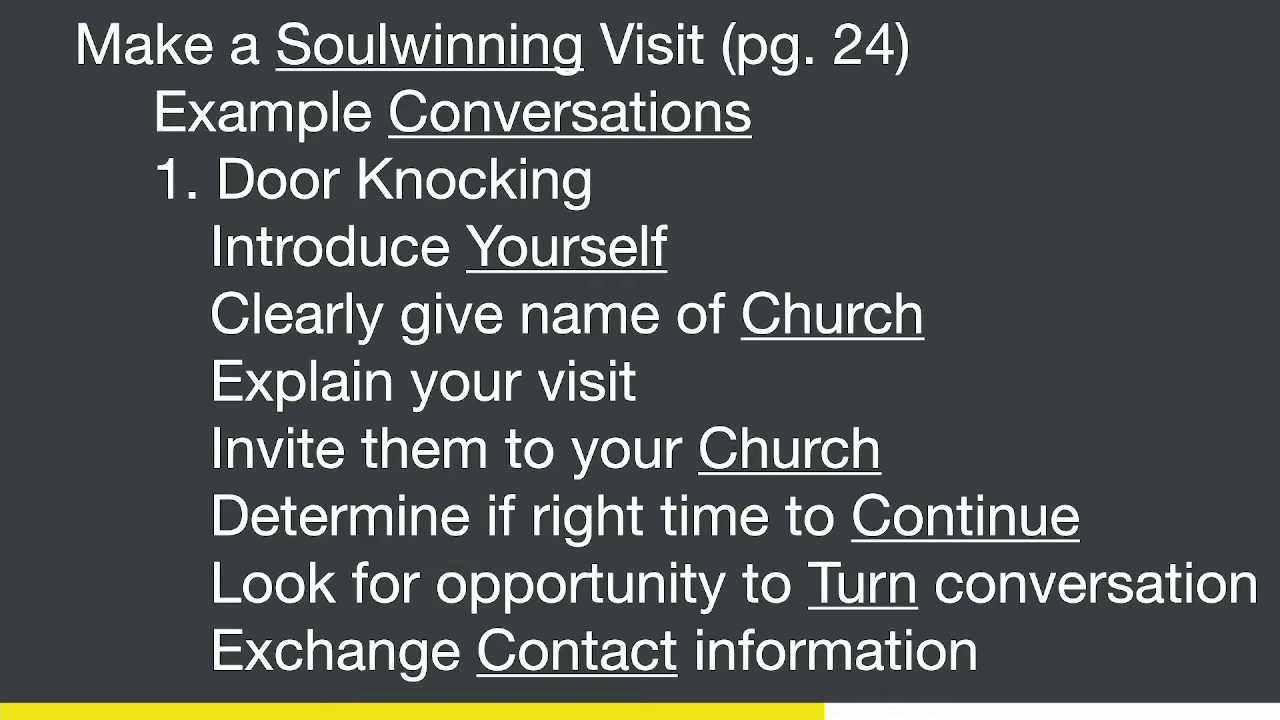 Make a Soulwinning Visit (pg. 24)
Example Conversations
1. Door Knocking
Introduce Yourself
Clearly give name of Church
Explain your visit
Invite them to your Church
Determine if right time to Continue
Look for opportunity to Turn conversation
Exchange Contact information